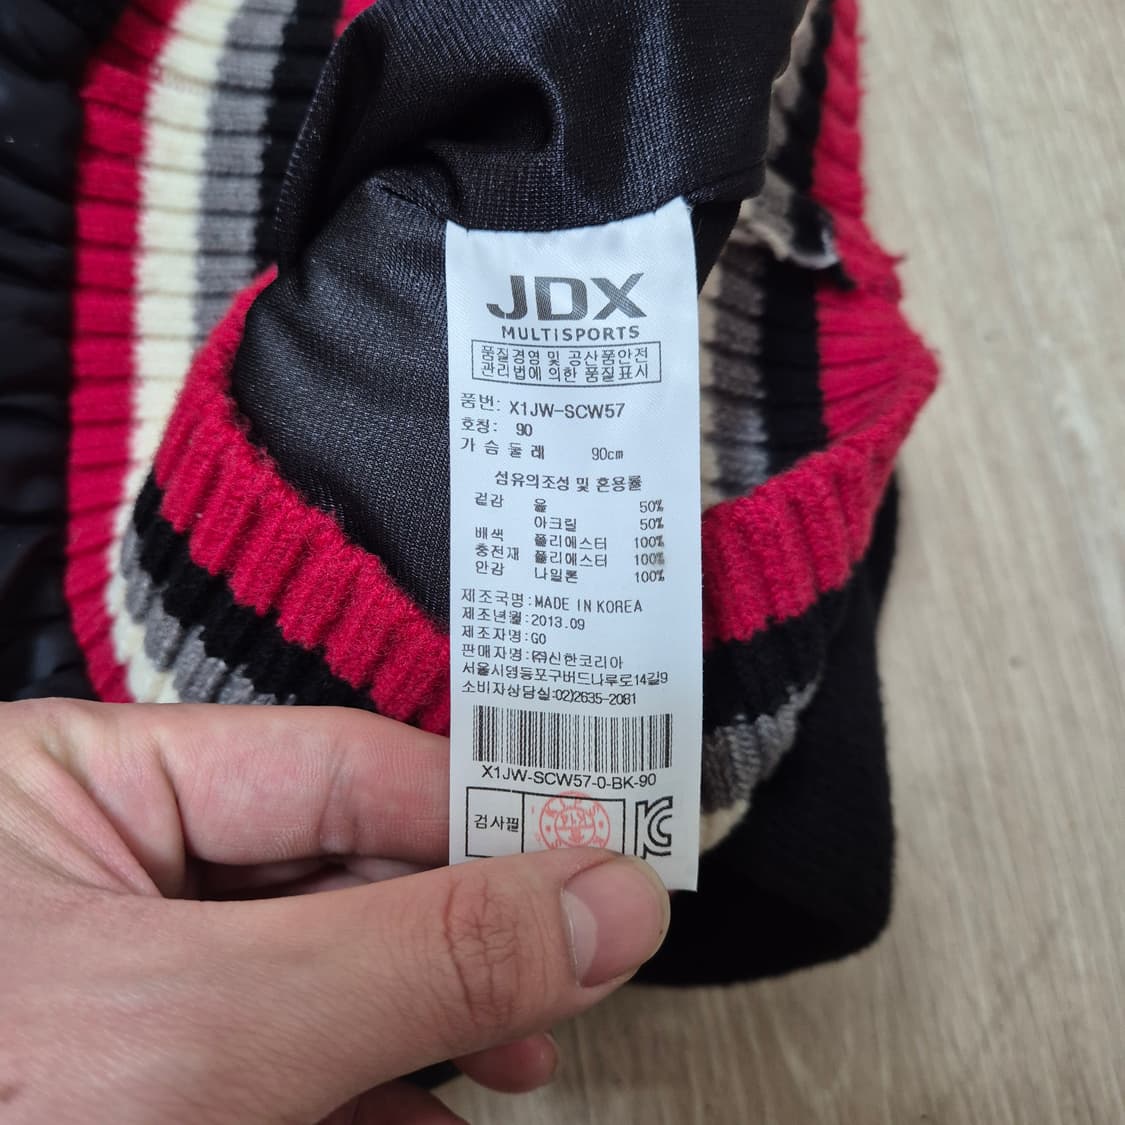 JDX
MULTISPORTS
품질경영 및 공산품안전
관리법에 의한 품질표시
품번: X1JW-SCW57
호칭: 90
가슴둘레 90cm
섬유의조성 및 혼용률
겉감 울 50%
아크릴 50%
배색 폴리에스터 100%
충전재 폴리에스터 100%
안감 나일론 100%
제조국명:MADE IN KOREA
제조년월:2013.09
제조자명:GO
판매자명:㈜신한코리아
서울시영등포구버드나루로14길9
소비자상담실:02)2635-2081
X1JW-SCW57-0-BK-90
검사필